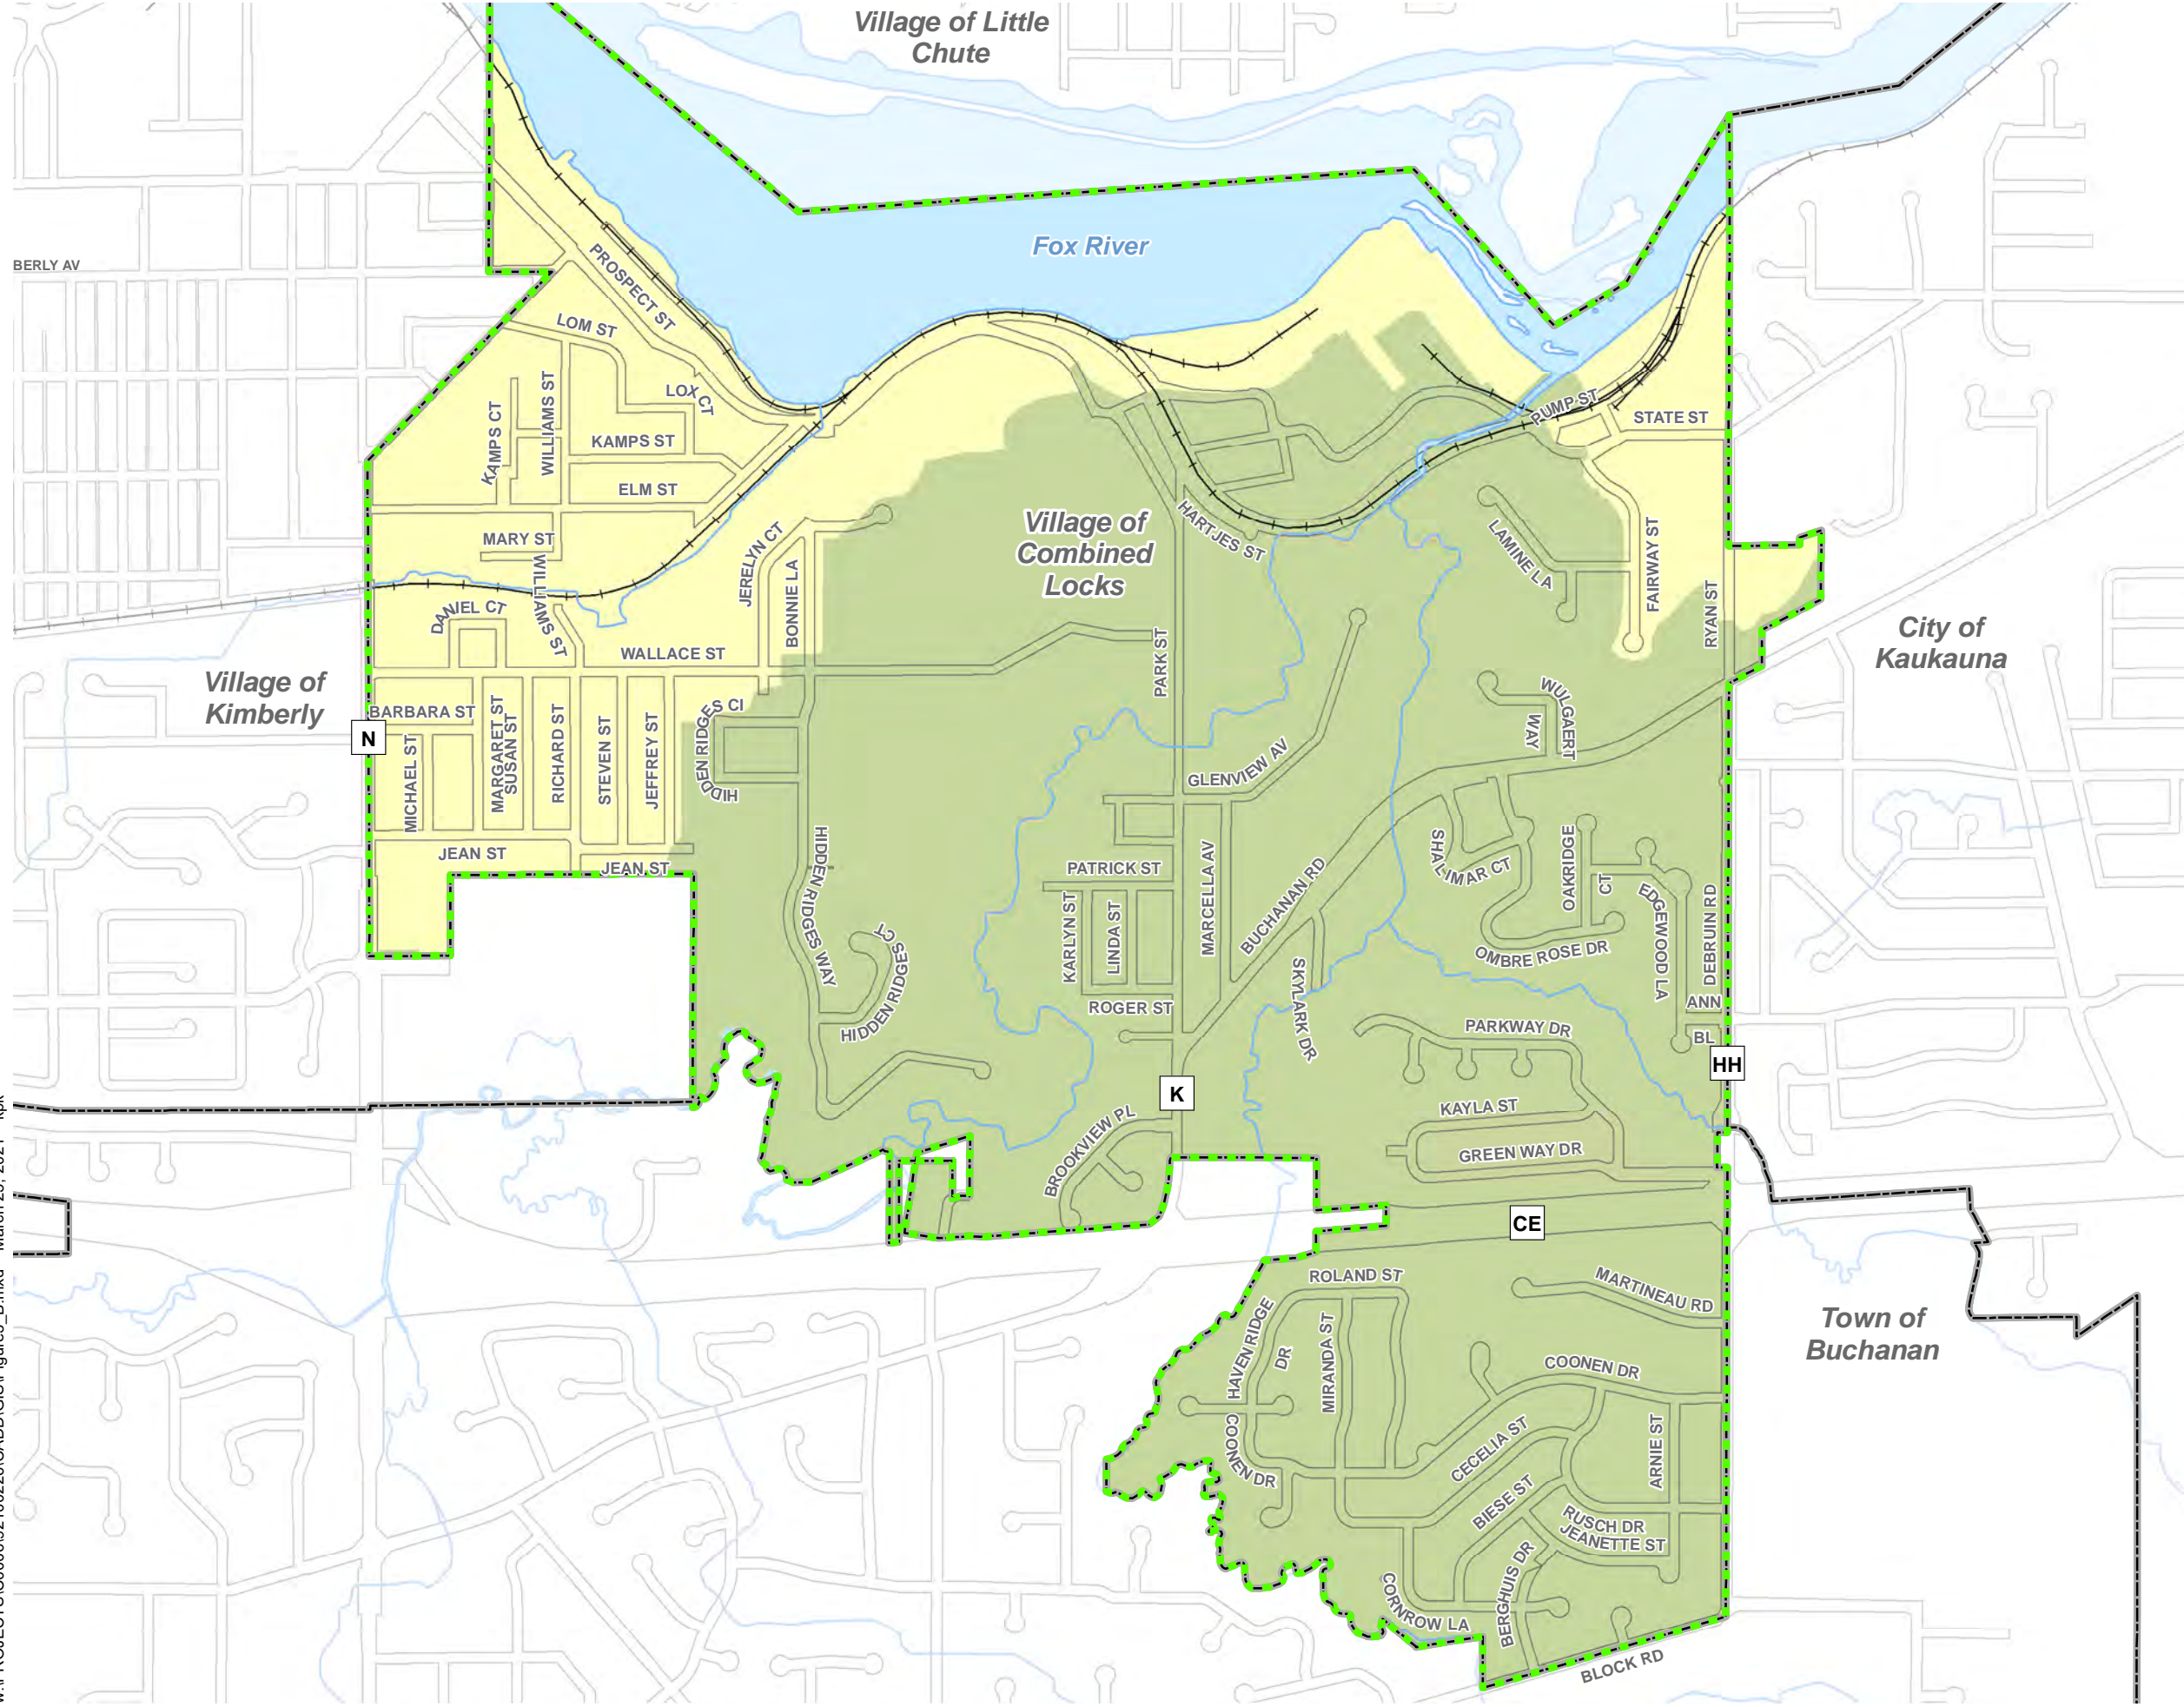 Village of Little
Chute
Fox River
BERLY AV
PROSPECT ST
LOM ST
LOX CT
KAMPS CT
WILLIAMS ST
KAMPS ST
ELM ST
MARY ST
WILLIAMS ST
DANIEL CT
JERELYN CT
BONNIE LA
WALLACE ST
PUMP ST
STATE ST
HARTJES ST
Village of
Combined
Locks
LAMINE LA
FAIRWAY ST
RYAN ST
PARK ST
City of
Kaukauna
Village of
Kimberly
N
BARBARA ST
MICHAEL ST
MARGARET ST
SUSAN ST
RICHARD ST
STEVEN ST
JEFFREY ST
HIDDEN RIDGES CI
HIDD
JEAN ST
JEAN ST
WULGAERT
WAY
GLENVIEW AV
HIDDEN RIDGES WAY
PATRICK ST
KARLYN ST
LINDA ST
MARCELLA AV
BUCHANAN RD
SHALIMAR CT
OAKRIDGE
CT
EDGEWOOD LA
DEBRUIN RD
OMBRE ROSE DR
SKYLARK DR
HIDDEN RIDGES CT
ROGER ST
ANN
BL
PARKWAY DR
HH
K
KAYLA ST
BROOKVIEW PL
GREEN WAY DR
CE
ROLAND ST
MARTINEAU RD
HAVEN RIDGE
DR
MIRANDA ST
Town of
Buchanan
COONEN DR
COONEN DR
CECELIA ST
ARNIE ST
BIESE ST
RUSCH DR
JEANETTE ST
BERGHUIS DR
CORNROW LA
BLOCK RD